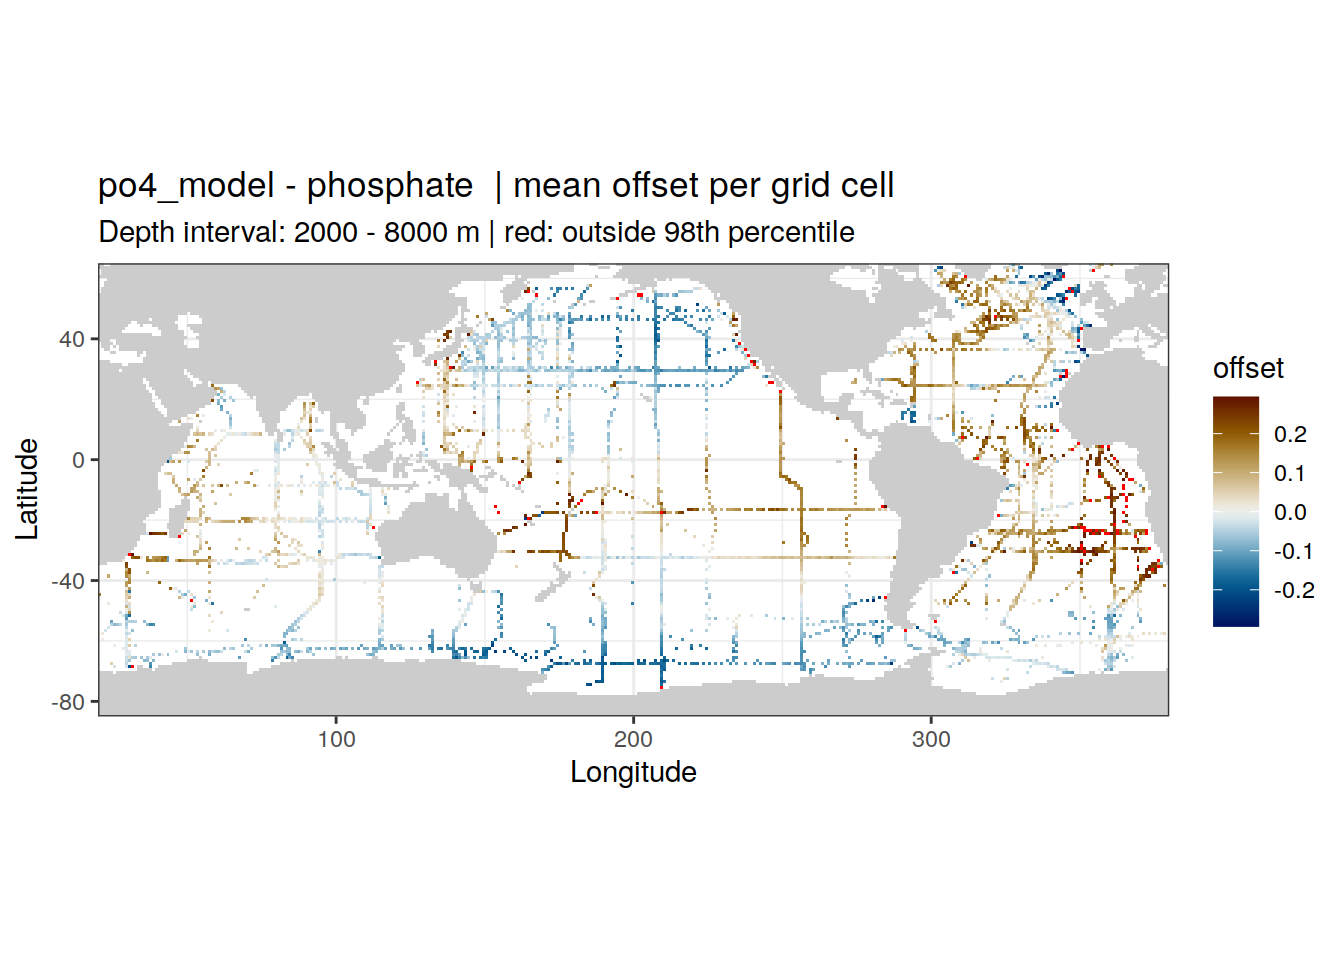 po4_model - phosphate  | mean offset per grid cell
Depth interval: 2000 - 8000 m | red: outside 98th percentile
Latitude
40
0
-40
-80
100
200
300
Longitude
offset
0.2
0.1
0.0
-0.1
-0.2